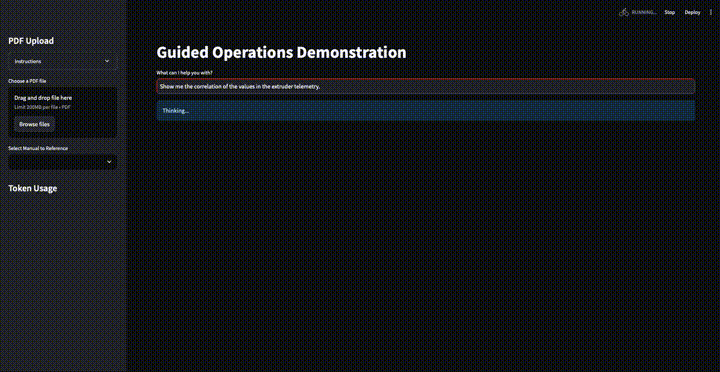 RUNNING...
Stop
Deploy
PDF Upload
Instructions
Choose a PDF file
Drag and drop file here
Limit 200MB per file • PDF
Browse files
Select Manual to Reference
Token Usage
Guided Operations Demonstration
What can I help you with?
Show me the correlation of the values in the extruder telemetry.
Thinking...